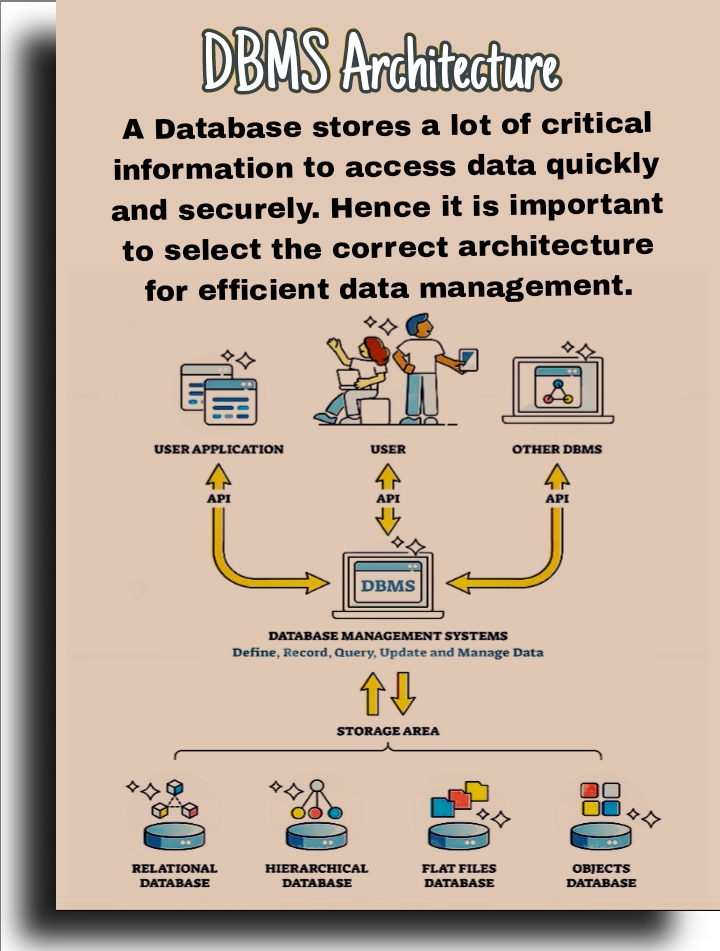 DBMS Architecture
A Database stores a lot of critical
information to access data quickly
and securely. Hence it is important
to select the correct architecture
for efficient data management.
USER APPLICATION
USER
OTHER DBMS
API
API
API
DBMS
DATABASE MANAGEMENT SYSTEMS
Define, Record, Query, Update and Manage Data
STORAGE AREA
RELATIONAL
DATABASE
HIERARCHICAL
DATABASE
FLAT FILES
DATABASE
OBJECTS
DATABASE